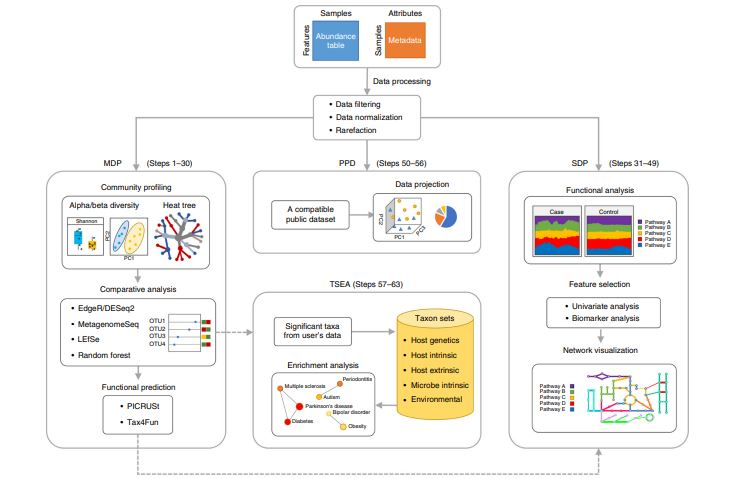 Samples
Attributes
Features
Abundance
table
Samples
Metadata
Data processing
• Data filtering
• Data normalization
• Rarefaction
MDP (Steps 1–30)
Community profiling
Alpha/beta diversity
Heat tree
Shannon
PC2
PC1
Comparative analysis
• EdgeR/DESeq2
• MetagenomeSeq
• LEfSe
• Random forest
OTU1
OTU2
OTU3
OTU4
Functional prediction
• PICRUSt
• Tax4Fun
PPD (Steps 50–56)
Data projection
A compatible
public dataset
PC2
PC1
PC3
TSEA (Steps 57–63)
Significant taxa
from user's data
Taxon sets
• Host genetics
• Host intrinsic
• Host extrinsic
• Microbe intrinsic
• Environmental
Enrichment analysis
Periodontitis
Multiple sclerosis
Autism
Parkinson's disease
Bipolar disorder
Diabetes
Obesity
SDP (Steps 31–49)
Functional analysis
Case
Control
Pathway A
Pathway B
Pathway C
Pathway D
Pathway E
Feature selection
• Univariate analysis
• Biomarker analysis
Network visualization
Pathway A
Pathway B
Pathway C
Pathway D
Pathway E